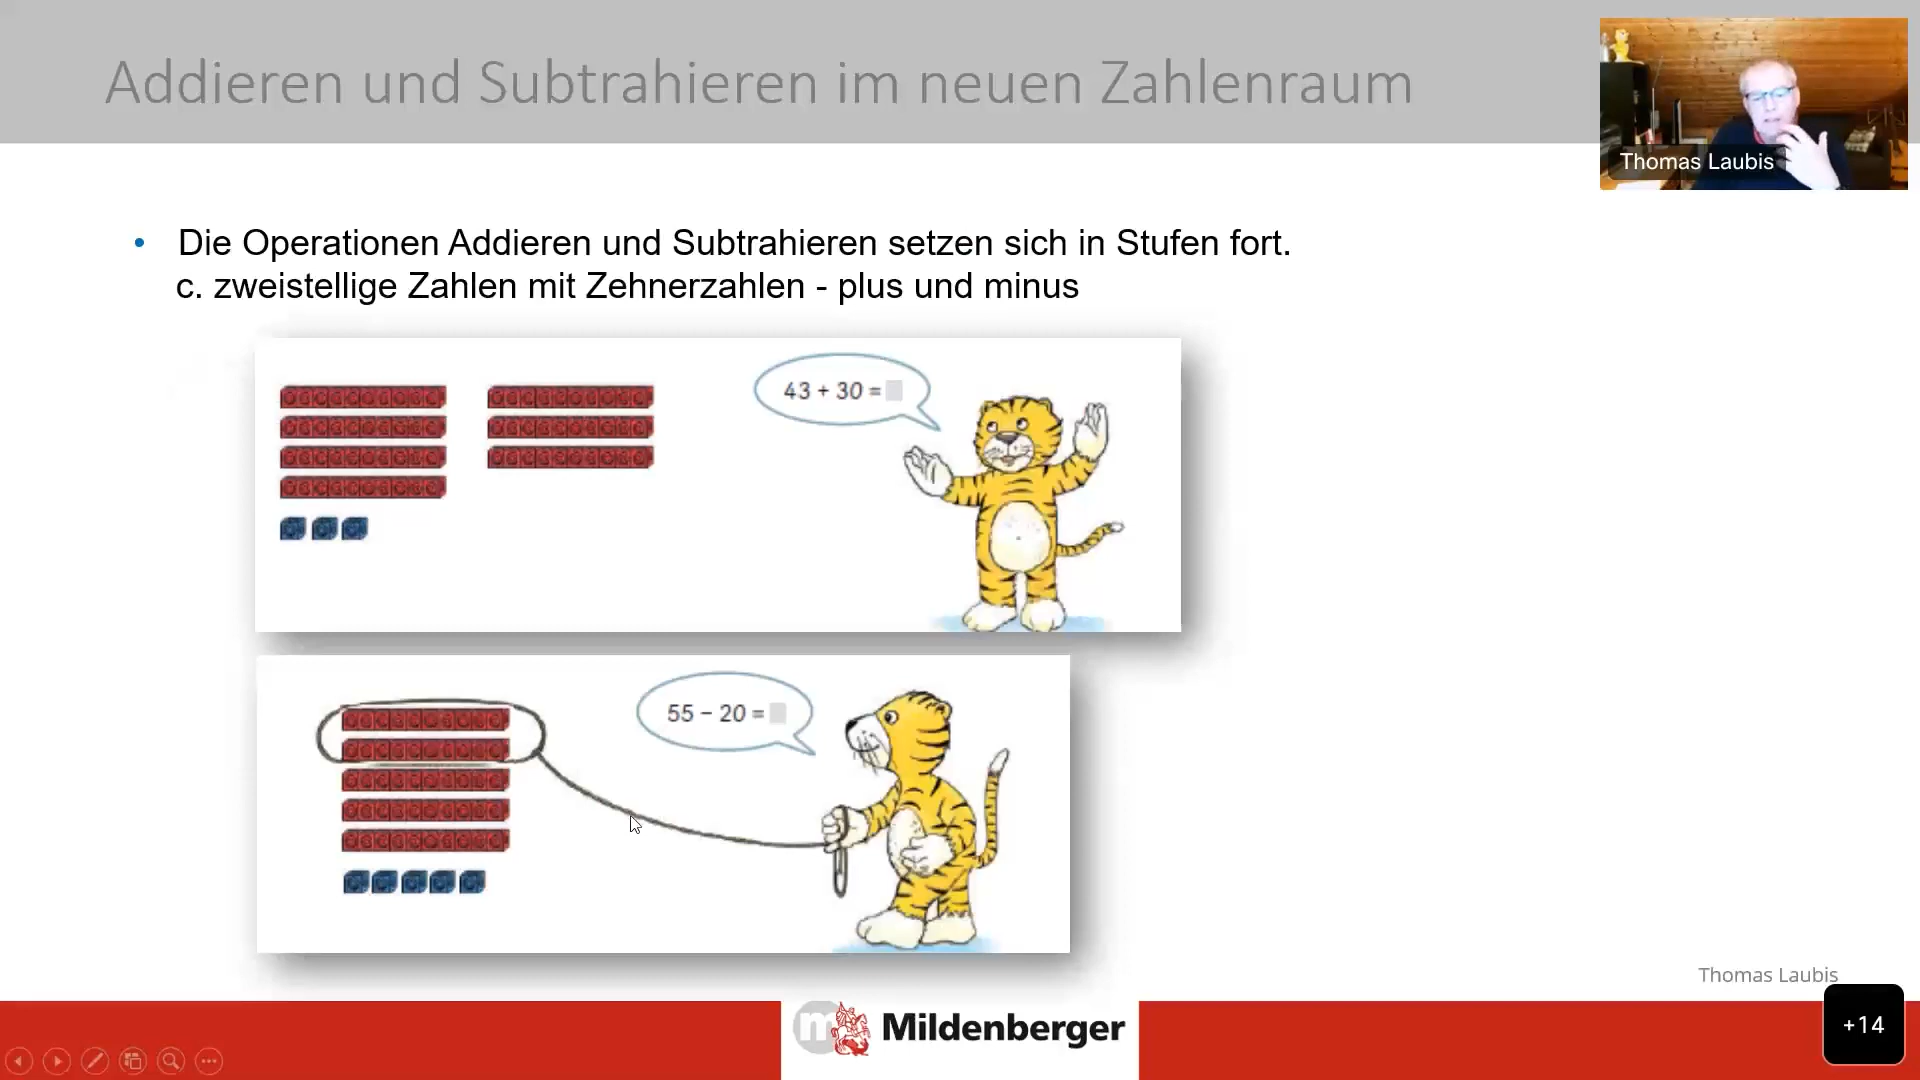 Addieren und Subtrahieren im neuen Zahlenraum
Thomas Laubis
• Die Operationen Addieren und Subtrahieren setzen sich in Stufen fort.
c. zweistellige Zahlen mit Zehnerzahlen - plus und minus
43 + 30 =
55 − 20 =
Thomas Laubis
m Mildenberger
+14